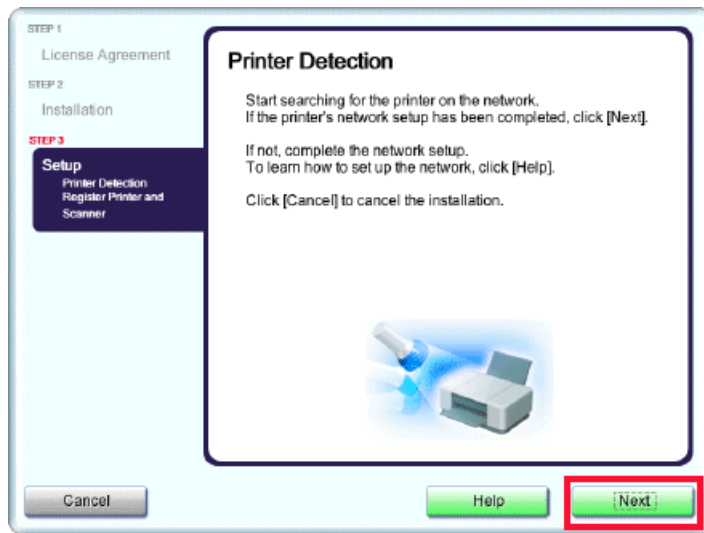 STEP 1
License Agreement
STEP 2
Installation
STEP 3
Setup
Printer Detection
Register Printer and
Scanner
Printer Detection
Start searching for the printer on the network.
If the printer's network setup has been completed, click [Next].
If not, complete the network setup.
To learn how to set up the network, click [Help].
Click [Cancel] to cancel the installation.
Cancel
Help
Next